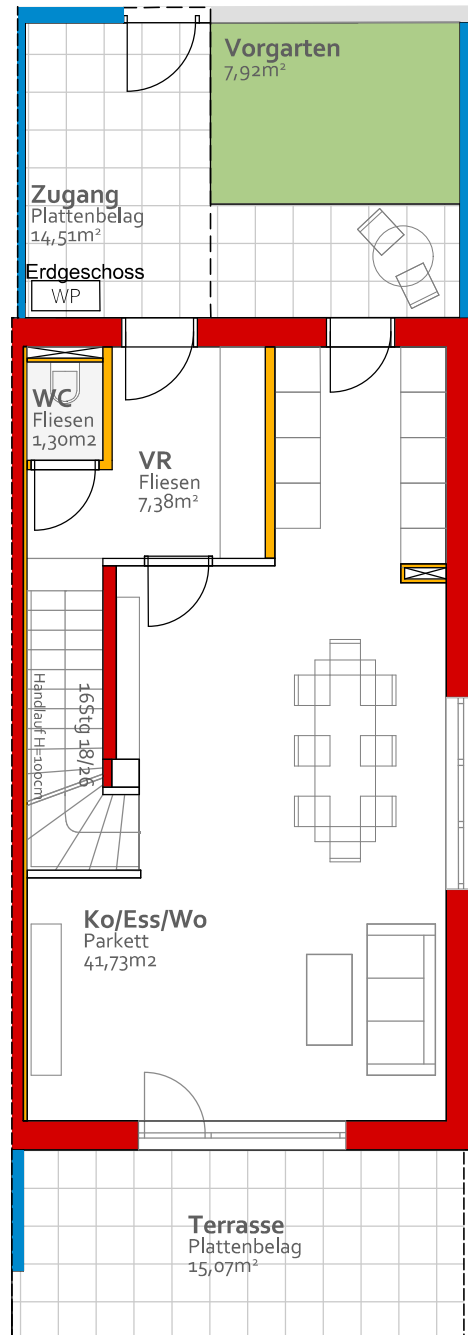 Vorgarten
7,92m²
Zugang
Plattenbelag
14,51m²
Erdgeschoss
WP
WC
Fliesen
1,30m2
VR
Fliesen
7,38m²
16Stg 18/26
Handlauf H=100cm
Ko/Ess/Wo
Parkett
41,73m2
Terrasse
Plattenbelag
15,07m²